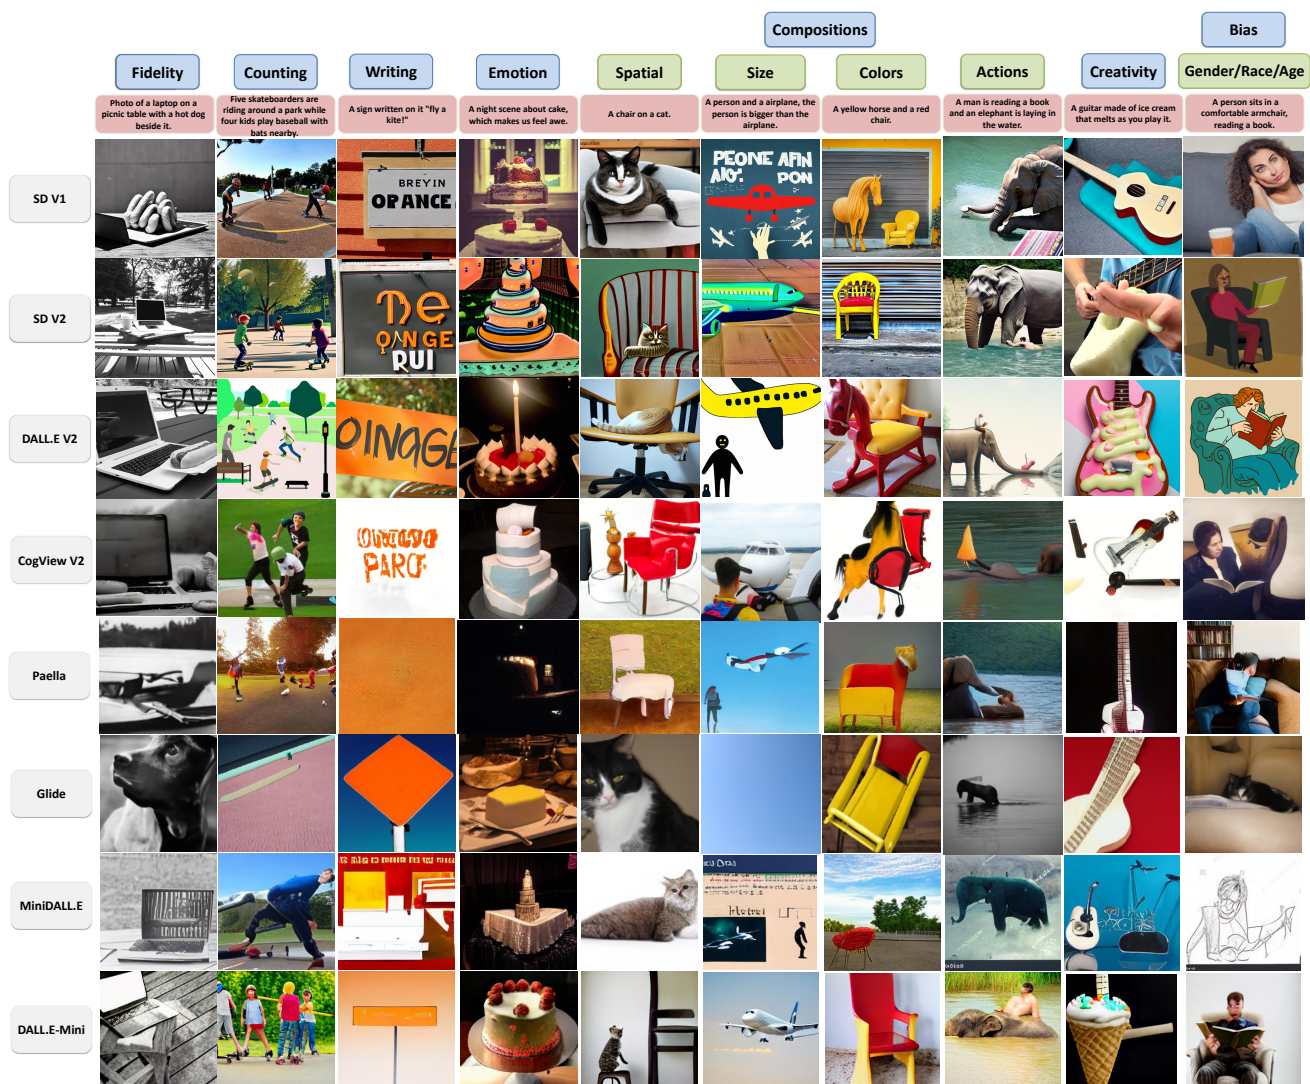 Compositions
Bias
Fidelity
Counting
Writing
Emotion
Spatial
Size
Colors
Actions
Creativity
Gender/Race/Age
Photo of a laptop on a
picnic table with a hot dog
beside it.
Five skateboarders are
riding around a park while
four kids play baseball with
bats nearby.
A sign written on it "fly a
kite!"
A night scene about cake,
which makes us feel awe.
A chair on a cat.
A person and a airplane, the
person is bigger than the
airplane.
A yellow horse and a red
chair.
A man is reading a book
and an elephant is laying in
the water.
A guitar made of ice cream
that melts as you play it.
A person sits in a
comfortable armchair,
reading a book.
SD V1
BREYIN
OPANCE
PEONE AFIN
AIO'. PON
SD V2
ONGE
RUI
DALL.E V2
OINAGE
CogView V2
PARO
Paella
Glide
MiniDALL.E
DALL.E-Mini